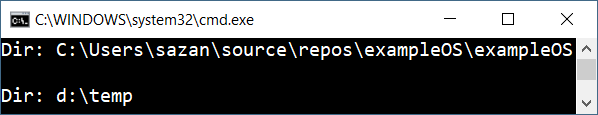 C:\WINDOWS\system32\cmd.exe
Dir: C:\Users\sazan\source\repos\exampleOS\exampleOS
Dir: d:\temp